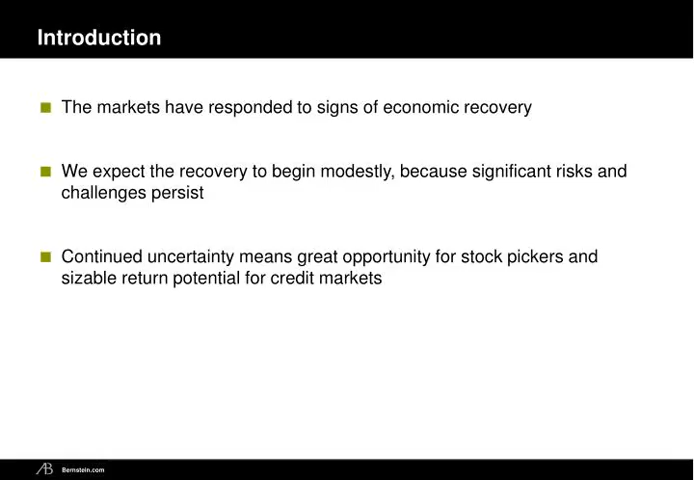 Introduction
The markets have responded to signs of economic recovery
We expect the recovery to begin modestly, because significant risks and
challenges persist
Continued uncertainty means great opportunity for stock pickers and
sizable return potential for credit markets
AB Bernstein.com